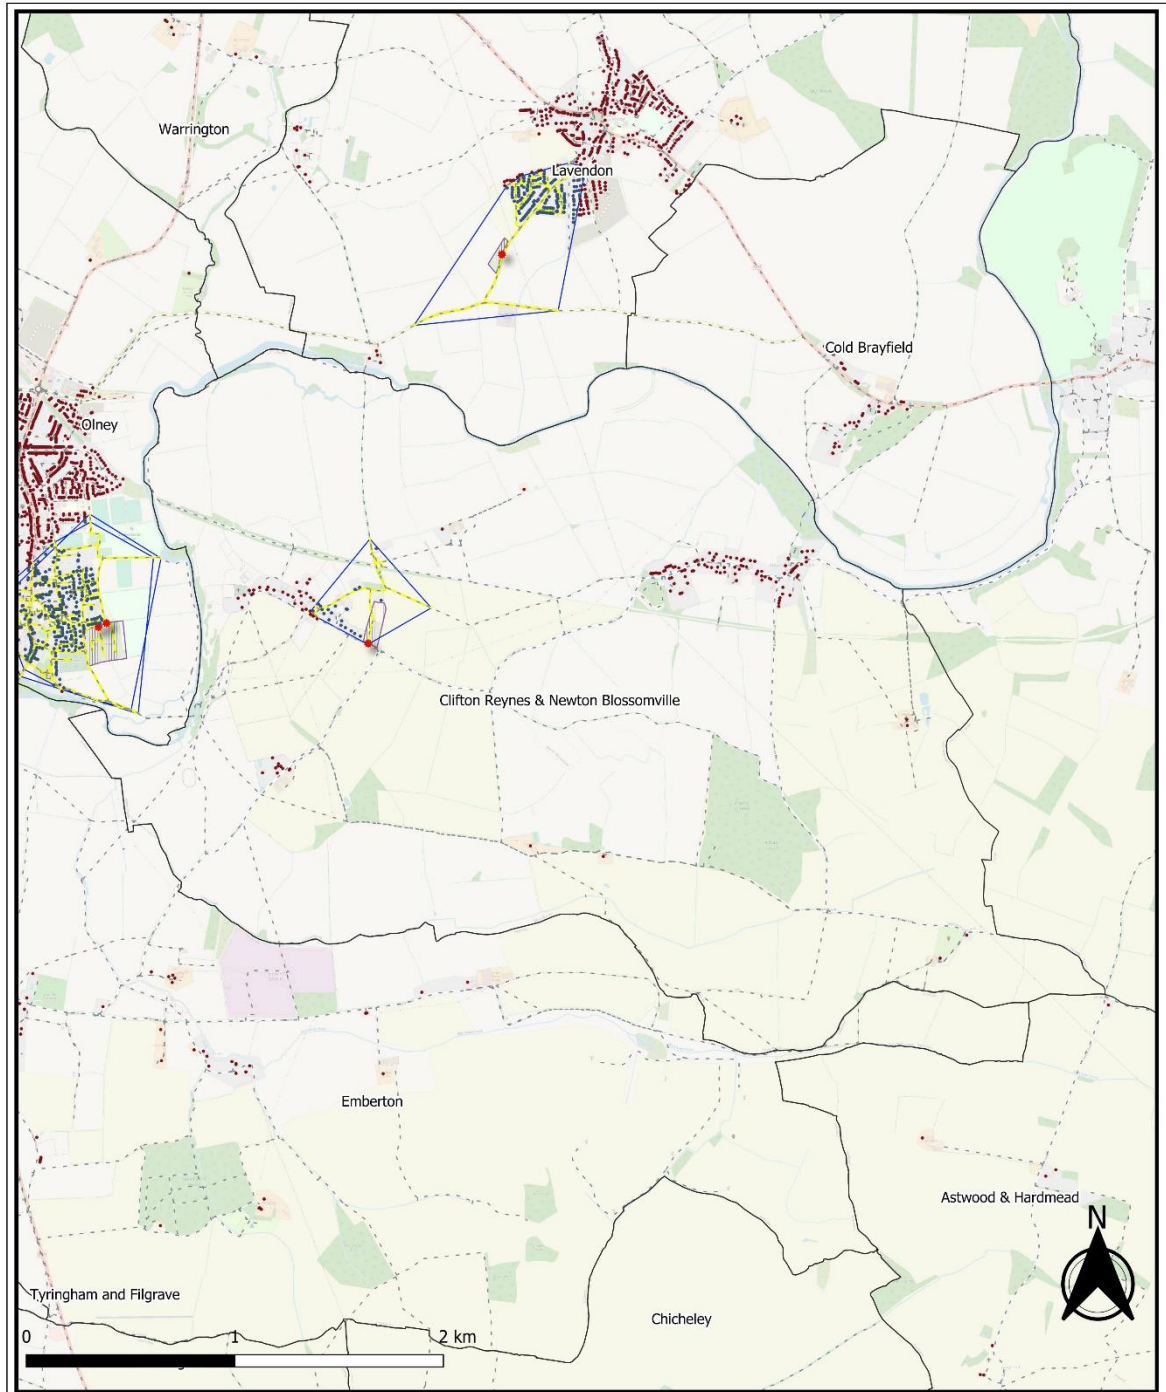 Warrington
Lavendon
Cold Brayfield
Olney
Clifton Reynes & Newton Blossomville
Emberton
Astwood & Hardmead
N
Tyringham and Filgrave
Chicheley
0 1 2 km